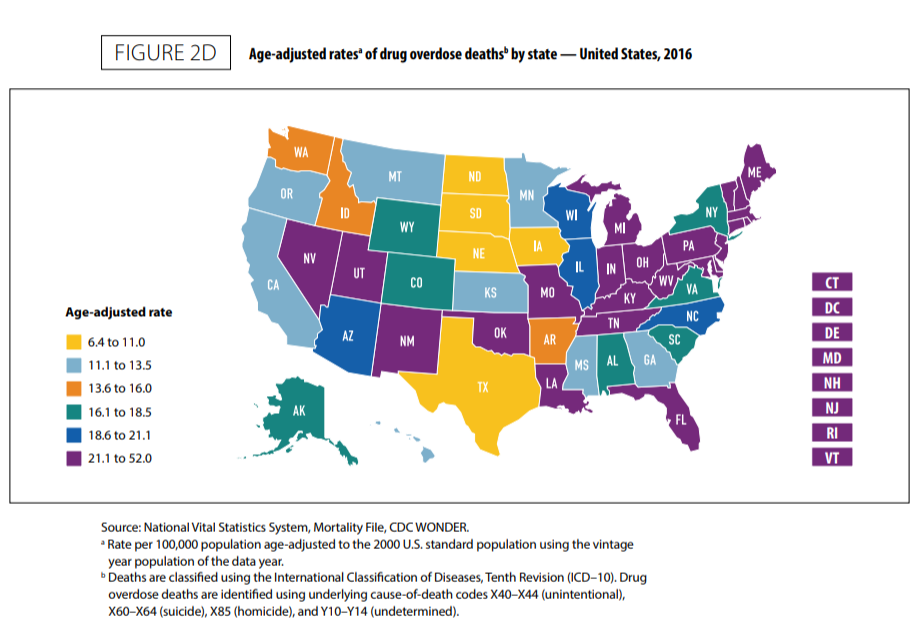 FIGURE 2D
Age-adjusted ratesᵃ of drug overdose deathsᵇ by state — United States, 2016
WA
MT
ND
MN
ME
OR
ID
SD
WI
MI
NY
WY
NE
IA
PA
NV
UT
CO
IL
IN
OH
WV
VA
CA
KS
MO
KY
NC
AZ
NM
OK
AR
TN
SC
MS
AL
GA
TX
LA
FL
AK
CT
DC
DE
MD
NH
NJ
RI
VT
Age-adjusted rate
6.4 to 11.0
11.1 to 13.5
13.6 to 16.0
16.1 to 18.5
18.6 to 21.1
21.1 to 52.0
Source: National Vital Statistics System, Mortality File, CDC WONDER.
ᵃ Rate per 100,000 population age-adjusted to the 2000 U.S. standard population using the vintage
year population of the data year.
ᵇ Deaths are classified using the International Classification of Diseases, Tenth Revision (ICD–10). Drug
overdose deaths are identified using underlying cause-of-death codes X40–X44 (unintentional),
X60–X64 (suicide), X85 (homicide), and Y10–Y14 (undetermined).